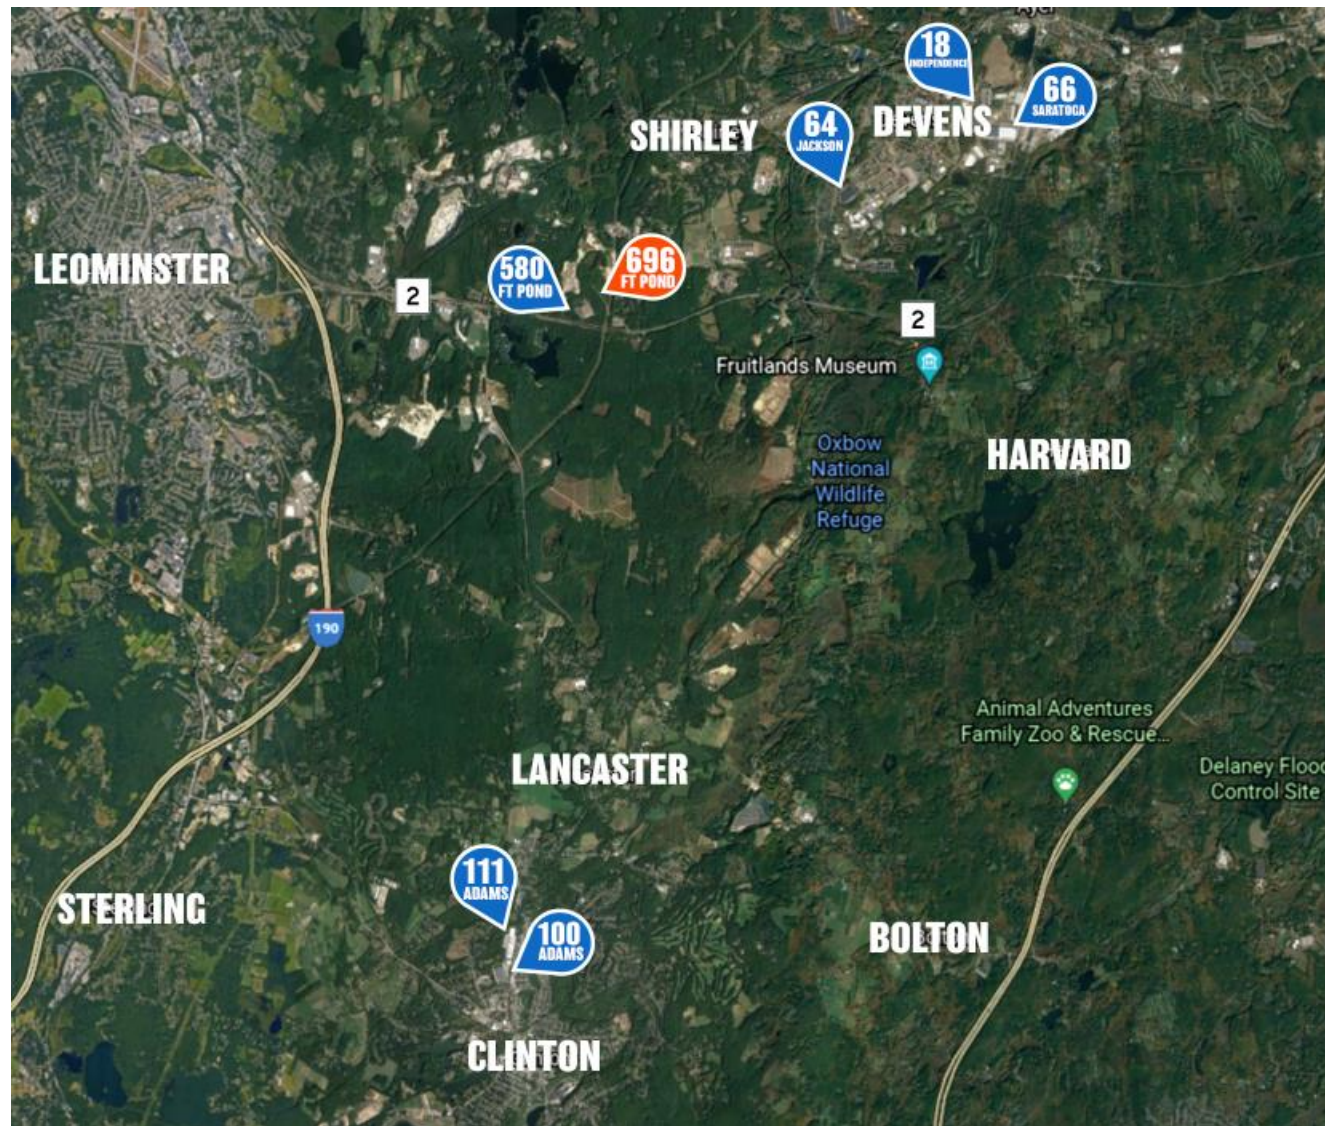 Ayer
18
INDEPENDENCE
66
SARATOGA
64
JACKSON
DEVENS
SHIRLEY
LEOMINSTER
580
FT POND
696
FT POND
2
2
Fruitlands Museum
Oxbow
National
Wildlife
Refuge
HARVARD
190
Animal Adventures
Family Zoo & Rescue...
Delaney Flood
Control Site
LANCASTER
111
ADAMS
100
ADAMS
STERLING
BOLTON
CLINTON